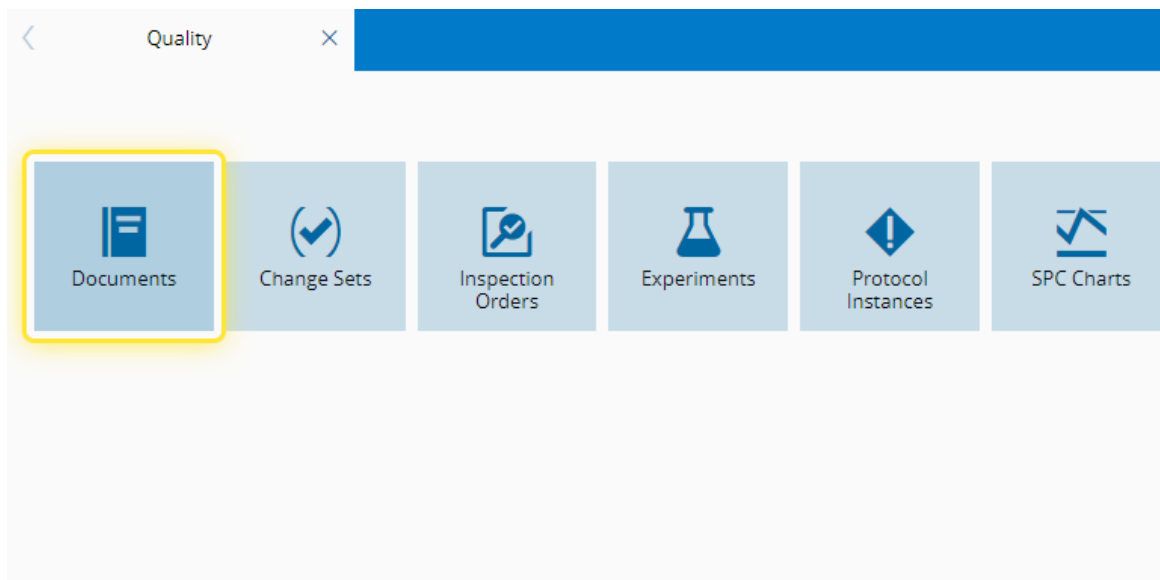 Quality
Documents
Change Sets
Inspection
Orders
Experiments
Protocol
Instances
SPC Charts